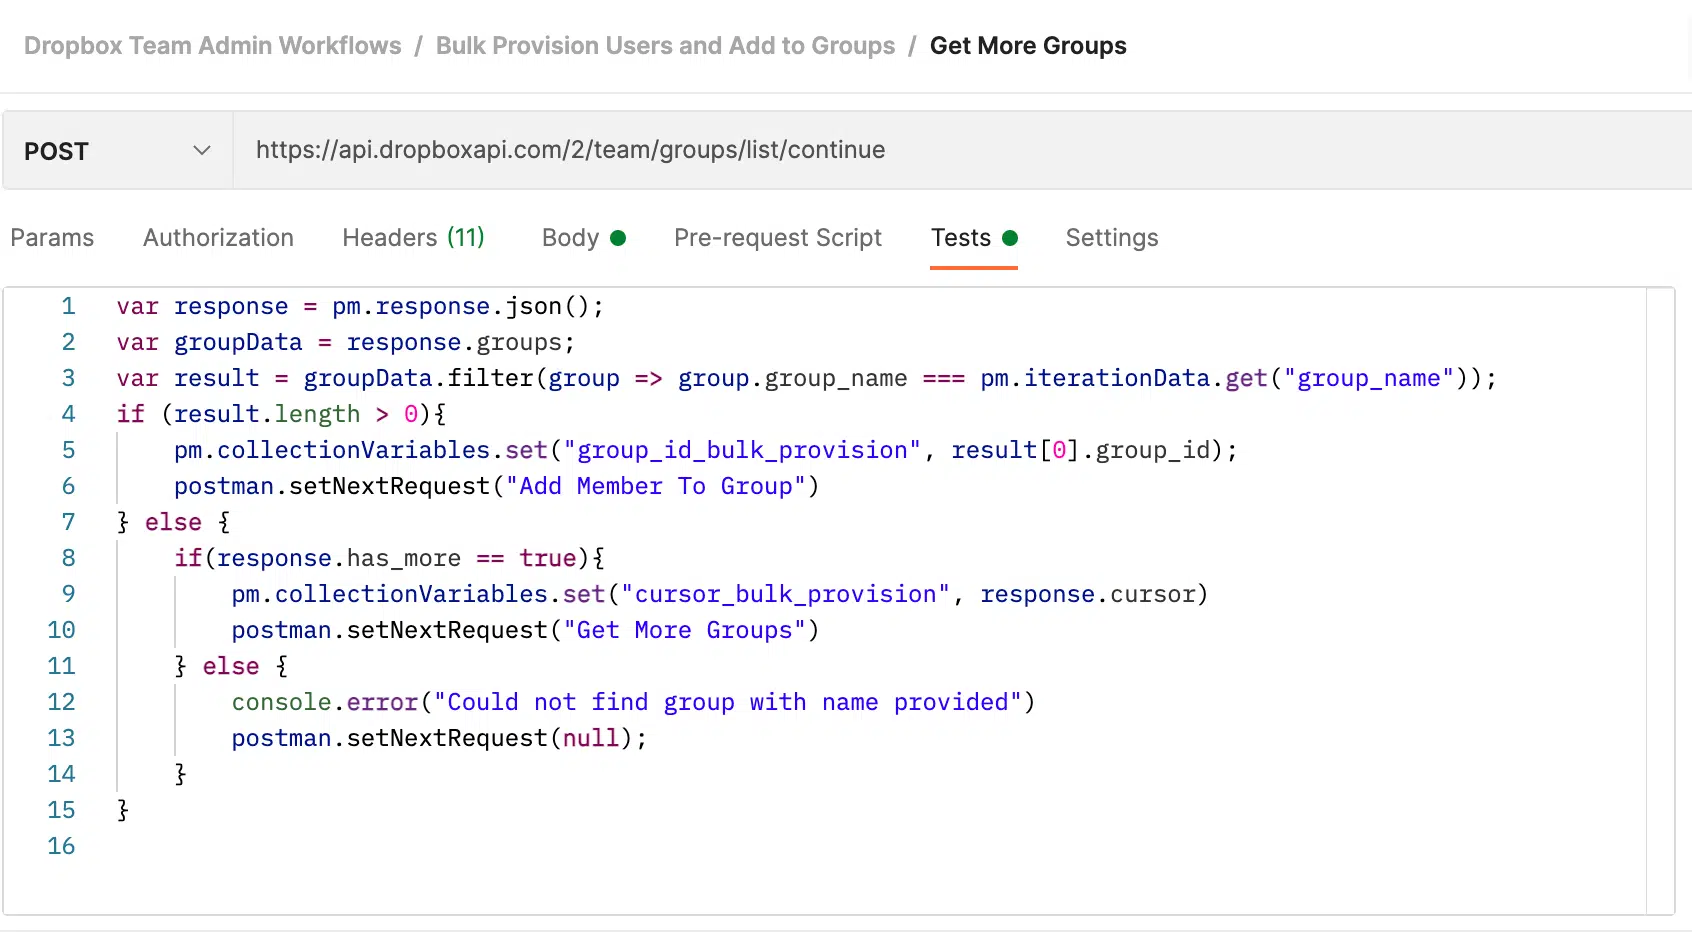 Dropbox Team Admin Workflows / Bulk Provision Users and Add to Groups / Get More Groups
POST https://api.dropboxapi.com/2/team/groups/list/continue
Params Authorization Headers (11) Body Pre-request Script Tests Settings
1 var response = pm.response.json();
2 var groupData = response.groups;
3 var result = groupData.filter(group => group.group_name === pm.iterationData.get("group_name"));
4 if (result.length > 0){
5 pm.collectionVariables.set("group_id_bulk_provision", result[0].group_id);
6 postman.setNextRequest("Add Member To Group")
7 } else {
8 if(response.has_more == true){
9 pm.collectionVariables.set("cursor_bulk_provision", response.cursor)
10 postman.setNextRequest("Get More Groups")
11 } else {
12 console.error("Could not find group with name provided")
13 postman.setNextRequest(null);
14 }
15 }
16